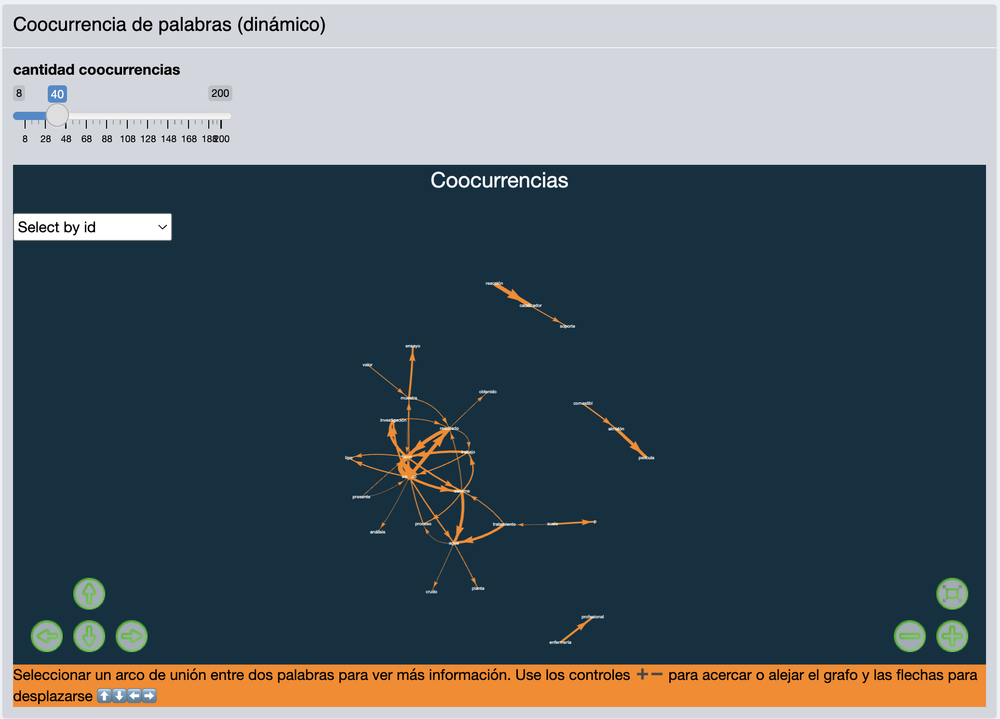 Coocurrencia de palabras (dinámico)
cantidad coocurrencias
8 40 200
8 28 48 68 88 108 128 148 168 188 200
Coocurrencias
Select by id
reacción
catalizador
soporte
ensayo
valor
obtenido
muestra
comestibl
investigación
resultado
almidón
trabajo
físico
tipo
película
sistema
presente
proceso
tratamiento
suelo
p
análisis
agua
planta
crudo
profesional
enfermería
Seleccionar un arco de unión entre dos palabras para ver más información. Use los controles ➕➖ para acercar o alejar el grafo y las flechas para
desplazarse ⬆️⬇️⬅️➡️